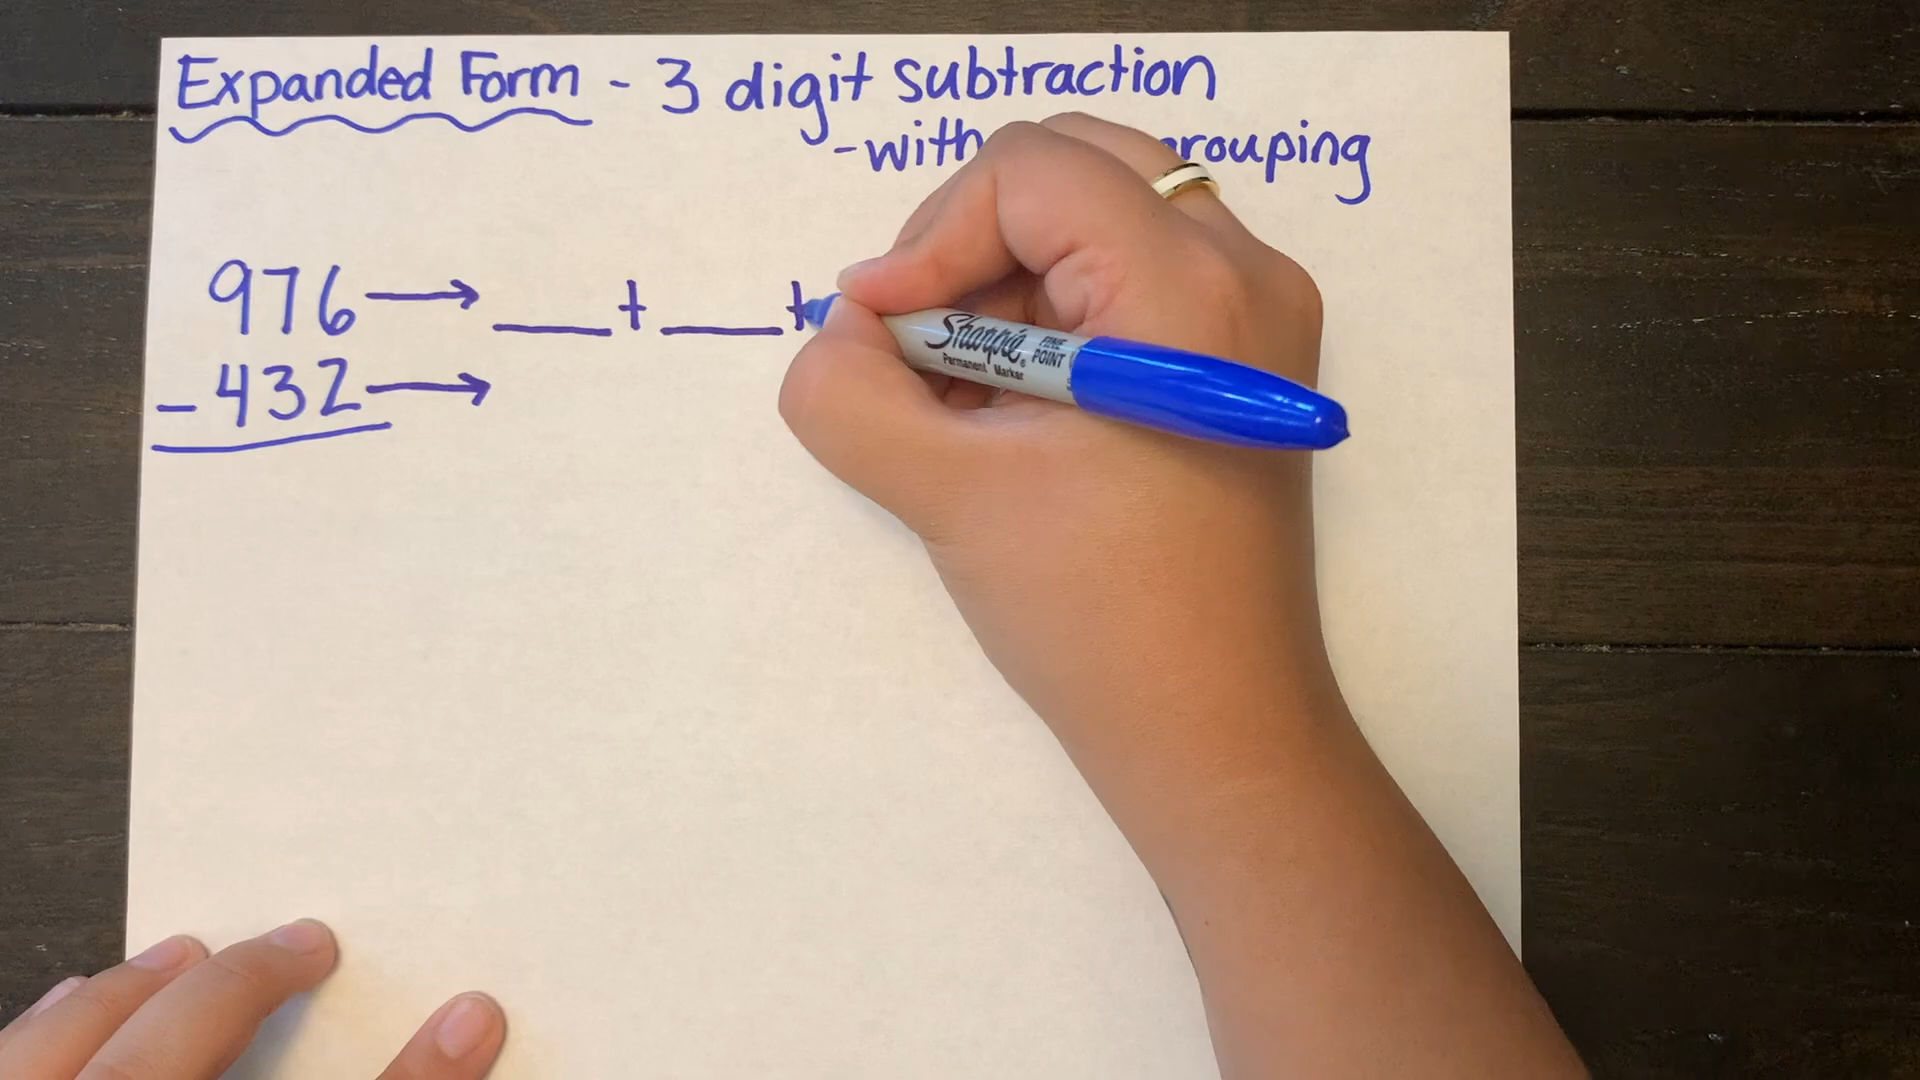 Expanded Form - 3 digit subtraction
-with rouping
976→ ___ + ___ +
- 432→
Sharpie FINE POINT
Permanent Marker